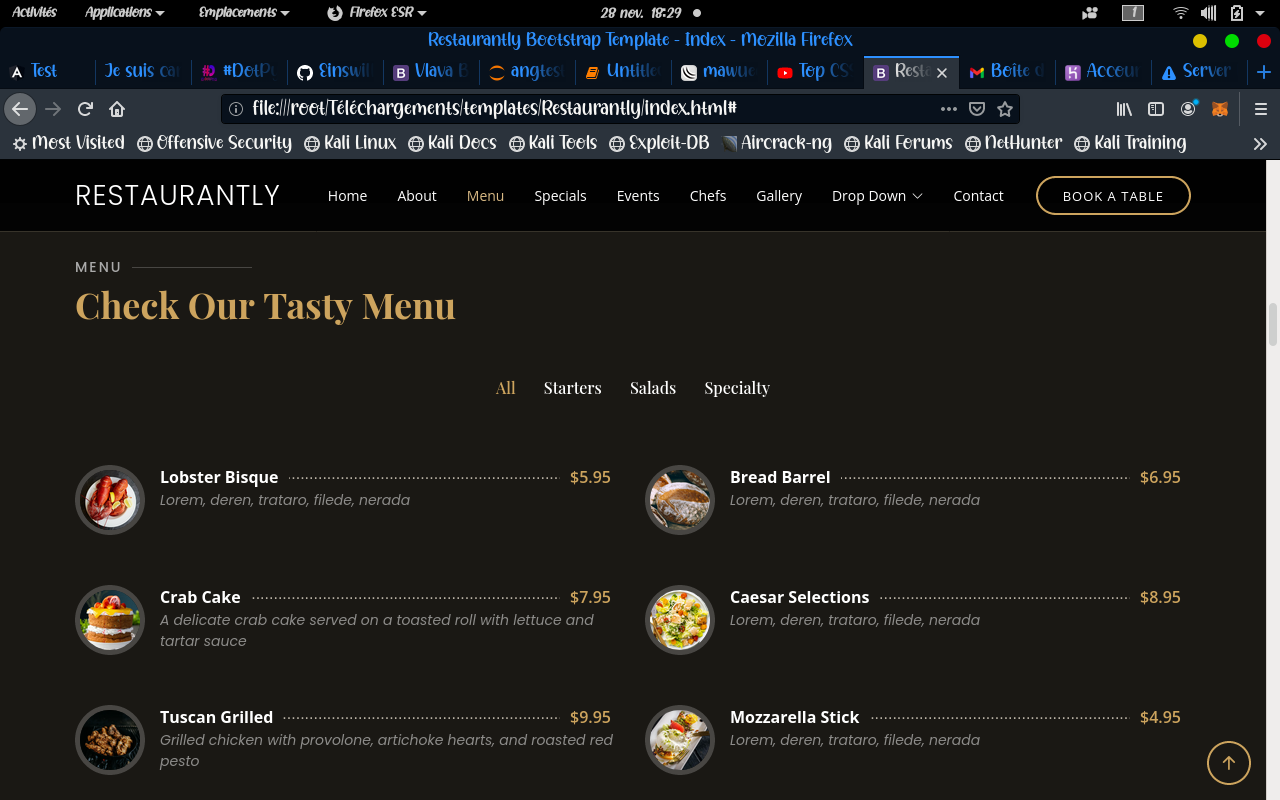 Activités Applications Emplacements Firefox ESR 28 nov. 18:29 1
Restaurantly Bootstrap Template - Index - Mozilla Firefox
Test Je suis #DotP Einswi Vlava B angtes Untitle mawu Top CS Resta Boîte d Accou Server
file:///root/Téléchargements/templates/Restaurantly/index.html#
Most Visited Offensive Security Kali Linux Kali Docs Kali Tools Exploit-DB Aircrack-ng Kali Forums NetHunter Kali Training
RESTAURANTLY Home About Menu Specials Events Chefs Gallery Drop Down Contact BOOK A TABLE
MENU
Check Our Tasty Menu
All Starters Salads Specialty
Lobster Bisque $5.95
Lorem, deren, trataro, filede, nerada
Bread Barrel $6.95
Lorem, deren, trataro, filede, nerada
Crab Cake $7.95
A delicate crab cake served on a toasted roll with lettuce and
tartar sauce
Caesar Selections $8.95
Lorem, deren, trataro, filede, nerada
Tuscan Grilled $9.95
Grilled chicken with provolone, artichoke hearts, and roasted red
pesto
Mozzarella Stick $4.95
Lorem, deren, trataro, filede, nerada